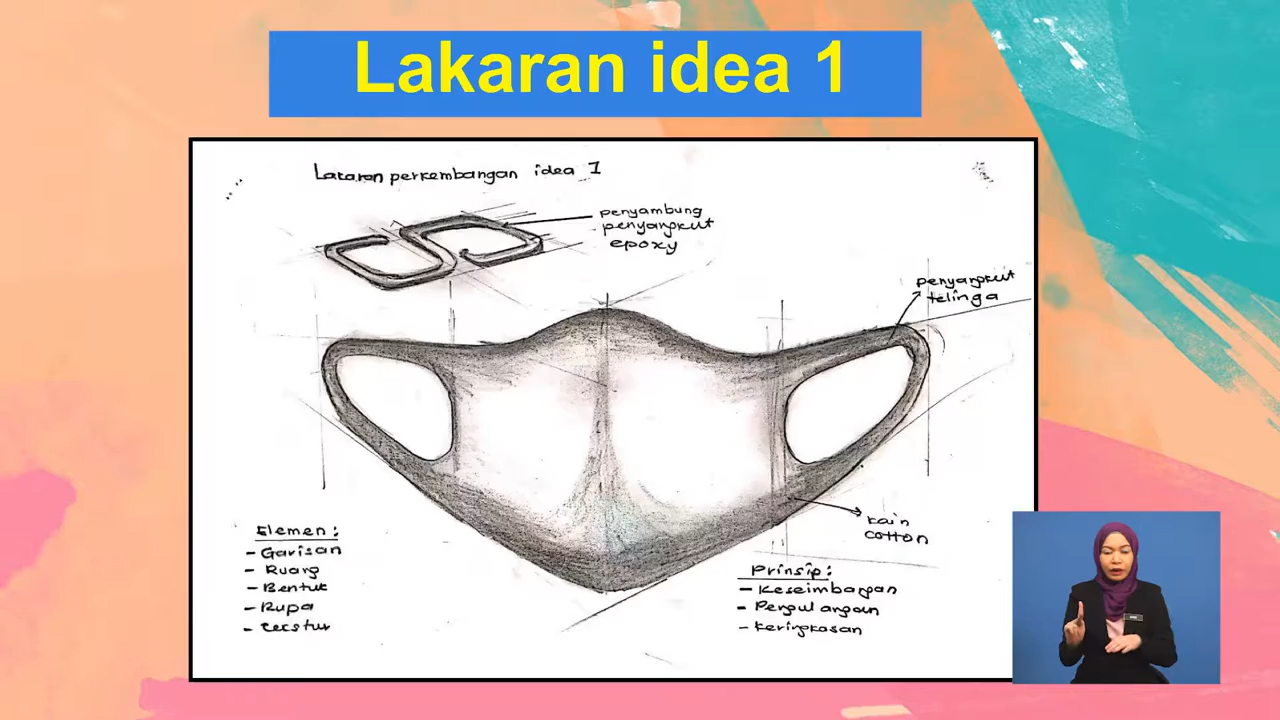 Lakaran idea 1
Lakaran perkembangan idea 1
penyambung
penyangkut
epoxy
penyangkut
telinga
kain
cotton
Elemen:
- Garisan
- Ruang
- Bentuk
- Rupa
- tekstur
Prinsip:
- Keseimbangan
- Pengulangan
- Keringkasan